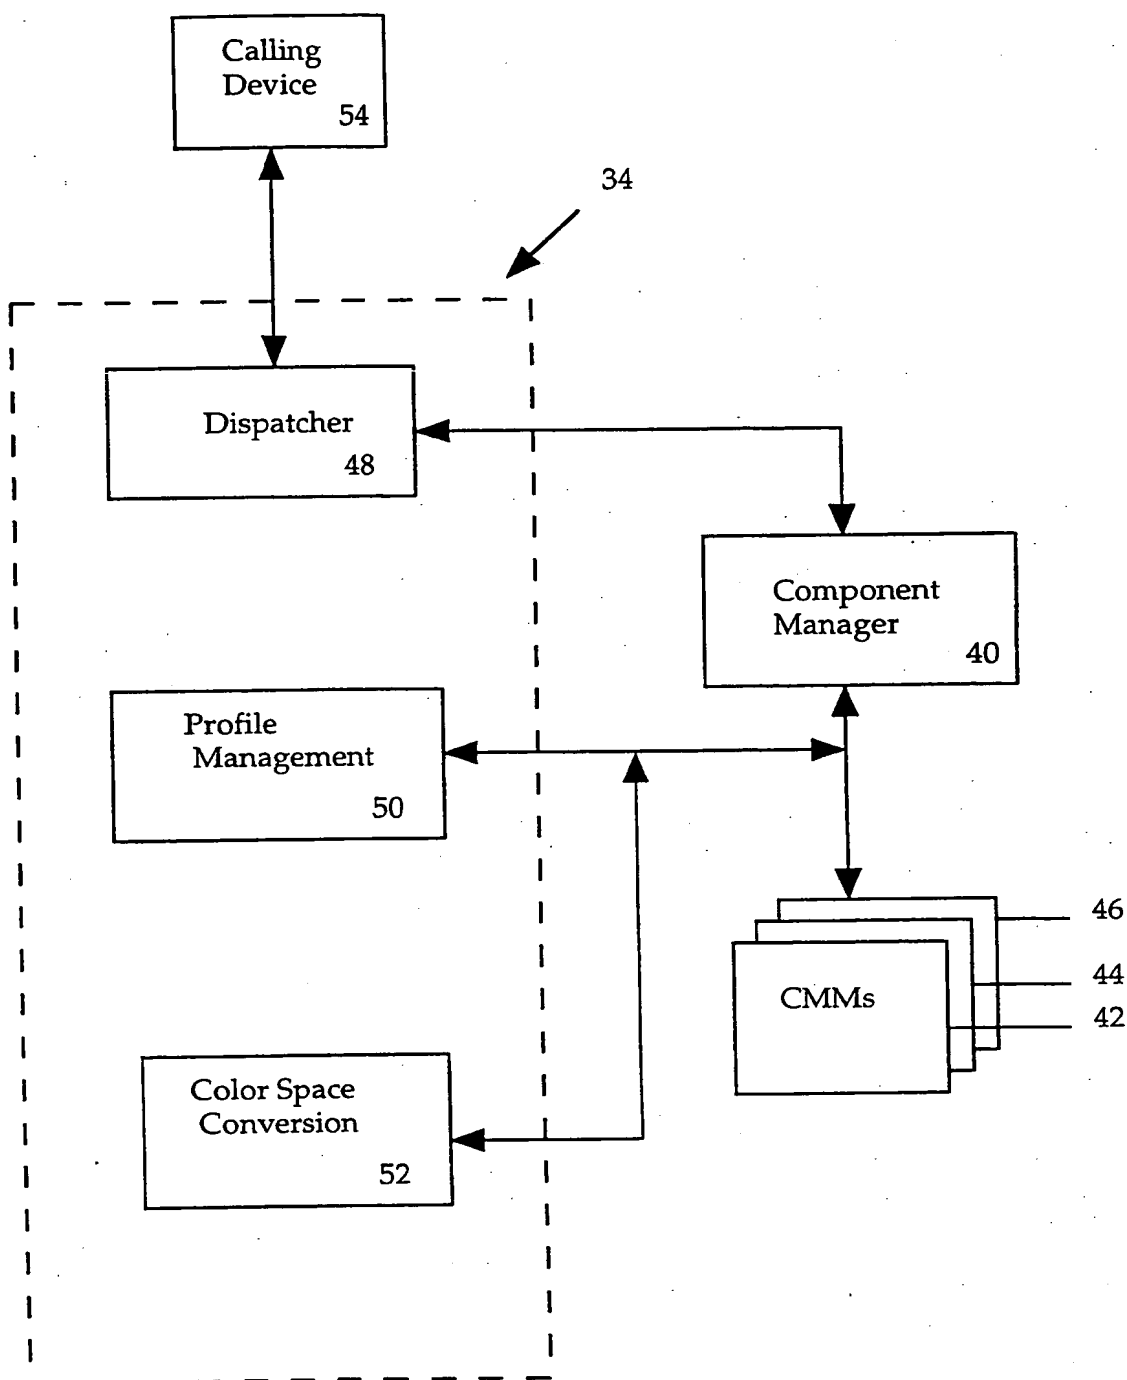 Calling
Device
54
34
Dispatcher
48
Component
Manager
40
Profile
Management
50
46
44
42
CMMs
Color Space
Conversion
52